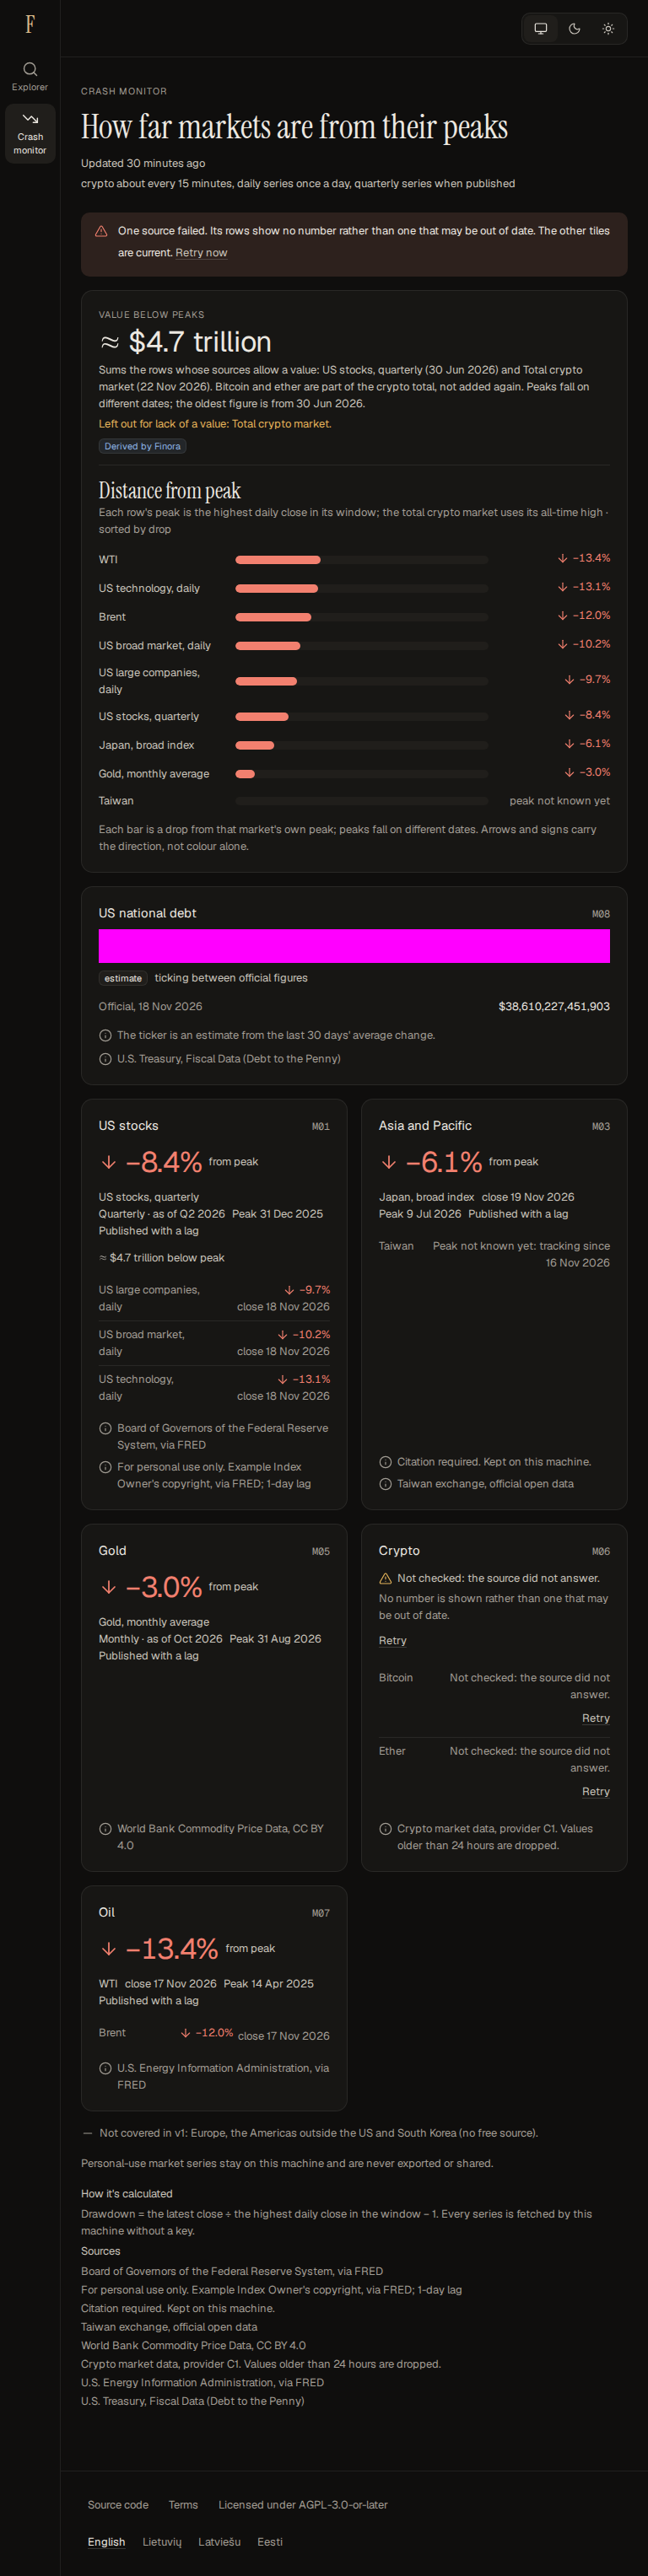 F
Explorer
Crash
monitor
CRASH MONITOR
How far markets are from their peaks
Updated 30 minutes ago
crypto about every 15 minutes, daily series once a day, quarterly series when published
One source failed. Its rows show no number rather than one that may be out of date. The other tiles
are current. Retry now
VALUE BELOW PEAKS
≈ $4.7 trillion
Sums the rows whose sources allow a value: US stocks, quarterly (30 Jun 2026) and Total crypto
market (22 Nov 2026). Bitcoin and ether are part of the crypto total, not added again. Peaks fall on
different dates; the oldest figure is from 30 Jun 2026.
Left out for lack of a value: Total crypto market.
Derived by Finora
Distance from peak
Each row's peak is the highest daily close in its window; the total crypto market uses its all-time high ·
sorted by drop
WTI ↓ −13.4%
US technology, daily ↓ −13.1%
Brent ↓ −12.0%
US broad market, daily ↓ −10.2%
US large companies,
daily ↓ −9.7%
US stocks, quarterly ↓ −8.4%
Japan, broad index ↓ −6.1%
Gold, monthly average ↓ −3.0%
Taiwan peak not known yet
Each bar is a drop from that market's own peak; peaks fall on different dates. Arrows and signs carry
the direction, not colour alone.
US national debt M08
estimate ticking between official figures
Official, 18 Nov 2026 $38,610,227,451,903
The ticker is an estimate from the last 30 days' average change.
U.S. Treasury, Fiscal Data (Debt to the Penny)
US stocks M01
↓ −8.4% from peak
US stocks, quarterly
Quarterly · as of Q2 2026 Peak 31 Dec 2025
Published with a lag
≈ $4.7 trillion below peak
US large companies, ↓ −9.7%
daily close 18 Nov 2026
US broad market, ↓ −10.2%
daily close 18 Nov 2026
US technology, ↓ −13.1%
daily close 18 Nov 2026
Board of Governors of the Federal Reserve
System, via FRED
For personal use only. Example Index
Owner's copyright, via FRED; 1-day lag
Asia and Pacific M03
↓ −6.1% from peak
Japan, broad index close 19 Nov 2026
Peak 9 Jul 2026 Published with a lag
Taiwan Peak not known yet: tracking since
16 Nov 2026
Citation required. Kept on this machine.
Taiwan exchange, official open data
Gold M05
↓ −3.0% from peak
Gold, monthly average
Monthly · as of Oct 2026 Peak 31 Aug 2026
Published with a lag
World Bank Commodity Price Data, CC BY
4.0
Crypto M06
Not checked: the source did not answer.
No number is shown rather than one that may
be out of date.
Retry
Bitcoin Not checked: the source did not
answer.
Retry
Ether Not checked: the source did not
answer.
Retry
Crypto market data, provider C1. Values
older than 24 hours are dropped.
Oil M07
↓ −13.4% from peak
WTI close 17 Nov 2026 Peak 14 Apr 2025
Published with a lag
Brent ↓ −12.0% close 17 Nov 2026
U.S. Energy Information Administration, via
FRED
— Not covered in v1: Europe, the Americas outside the US and South Korea (no free source).
Personal-use market series stay on this machine and are never exported or shared.
How it's calculated
Drawdown = the latest close ÷ the highest daily close in the window − 1. Every series is fetched by this
machine without a key.
Sources
Board of Governors of the Federal Reserve System, via FRED
For personal use only. Example Index Owner's copyright, via FRED; 1-day lag
Citation required. Kept on this machine.
Taiwan exchange, official open data
World Bank Commodity Price Data, CC BY 4.0
Crypto market data, provider C1. Values older than 24 hours are dropped.
U.S. Energy Information Administration, via FRED
U.S. Treasury, Fiscal Data (Debt to the Penny)
Source code Terms Licensed under AGPL-3.0-or-later
English Lietuvių Latviešu Eesti